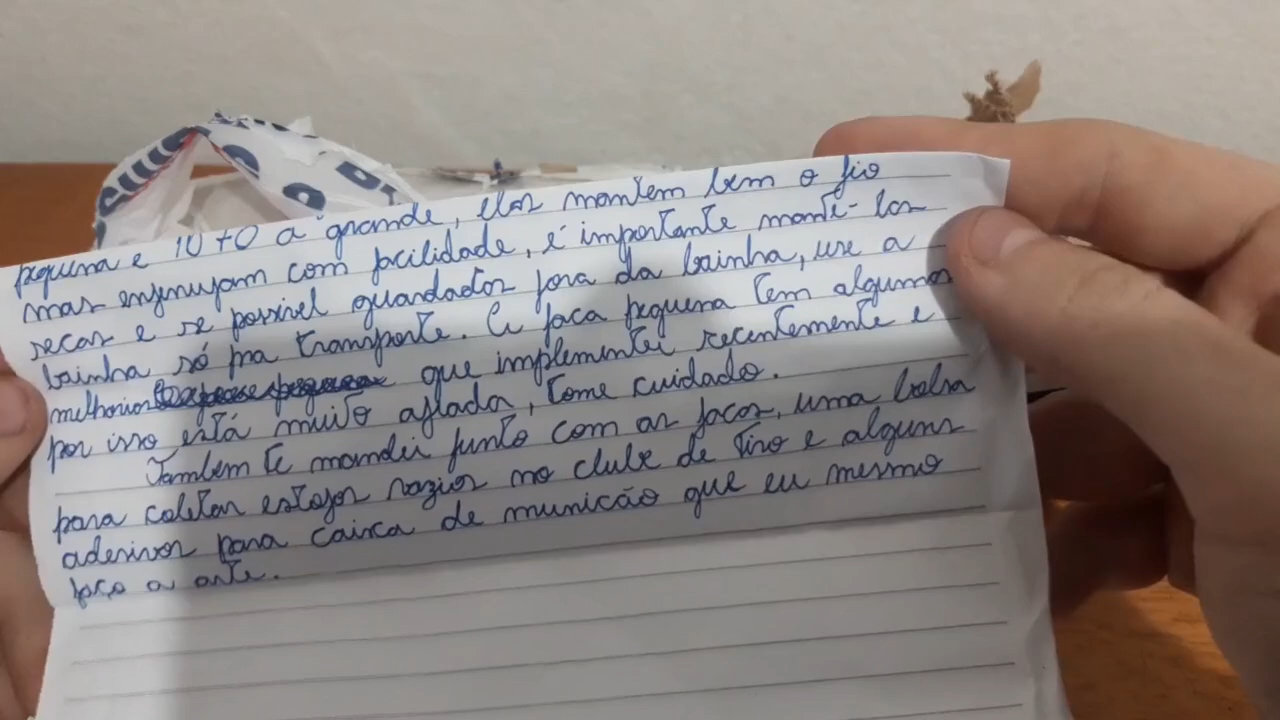 pequena e 1070 a grande, elas mantem bem o fio
mas enferrujam com facilidade, é importante mantê-las
secas e se possível guardados fora da bainha, use a
bainha só pra transporte. A faca pequena tem algumas
melhorias que implementei recentemente e
por isso está muito afiada, tome cuidado.
Também te mandei junto com as facas, uma bolsa
para coletar estojos vazios no clube de tiro e alguns
adesivos para caixa de municão que eu mesmo
faço a arte.